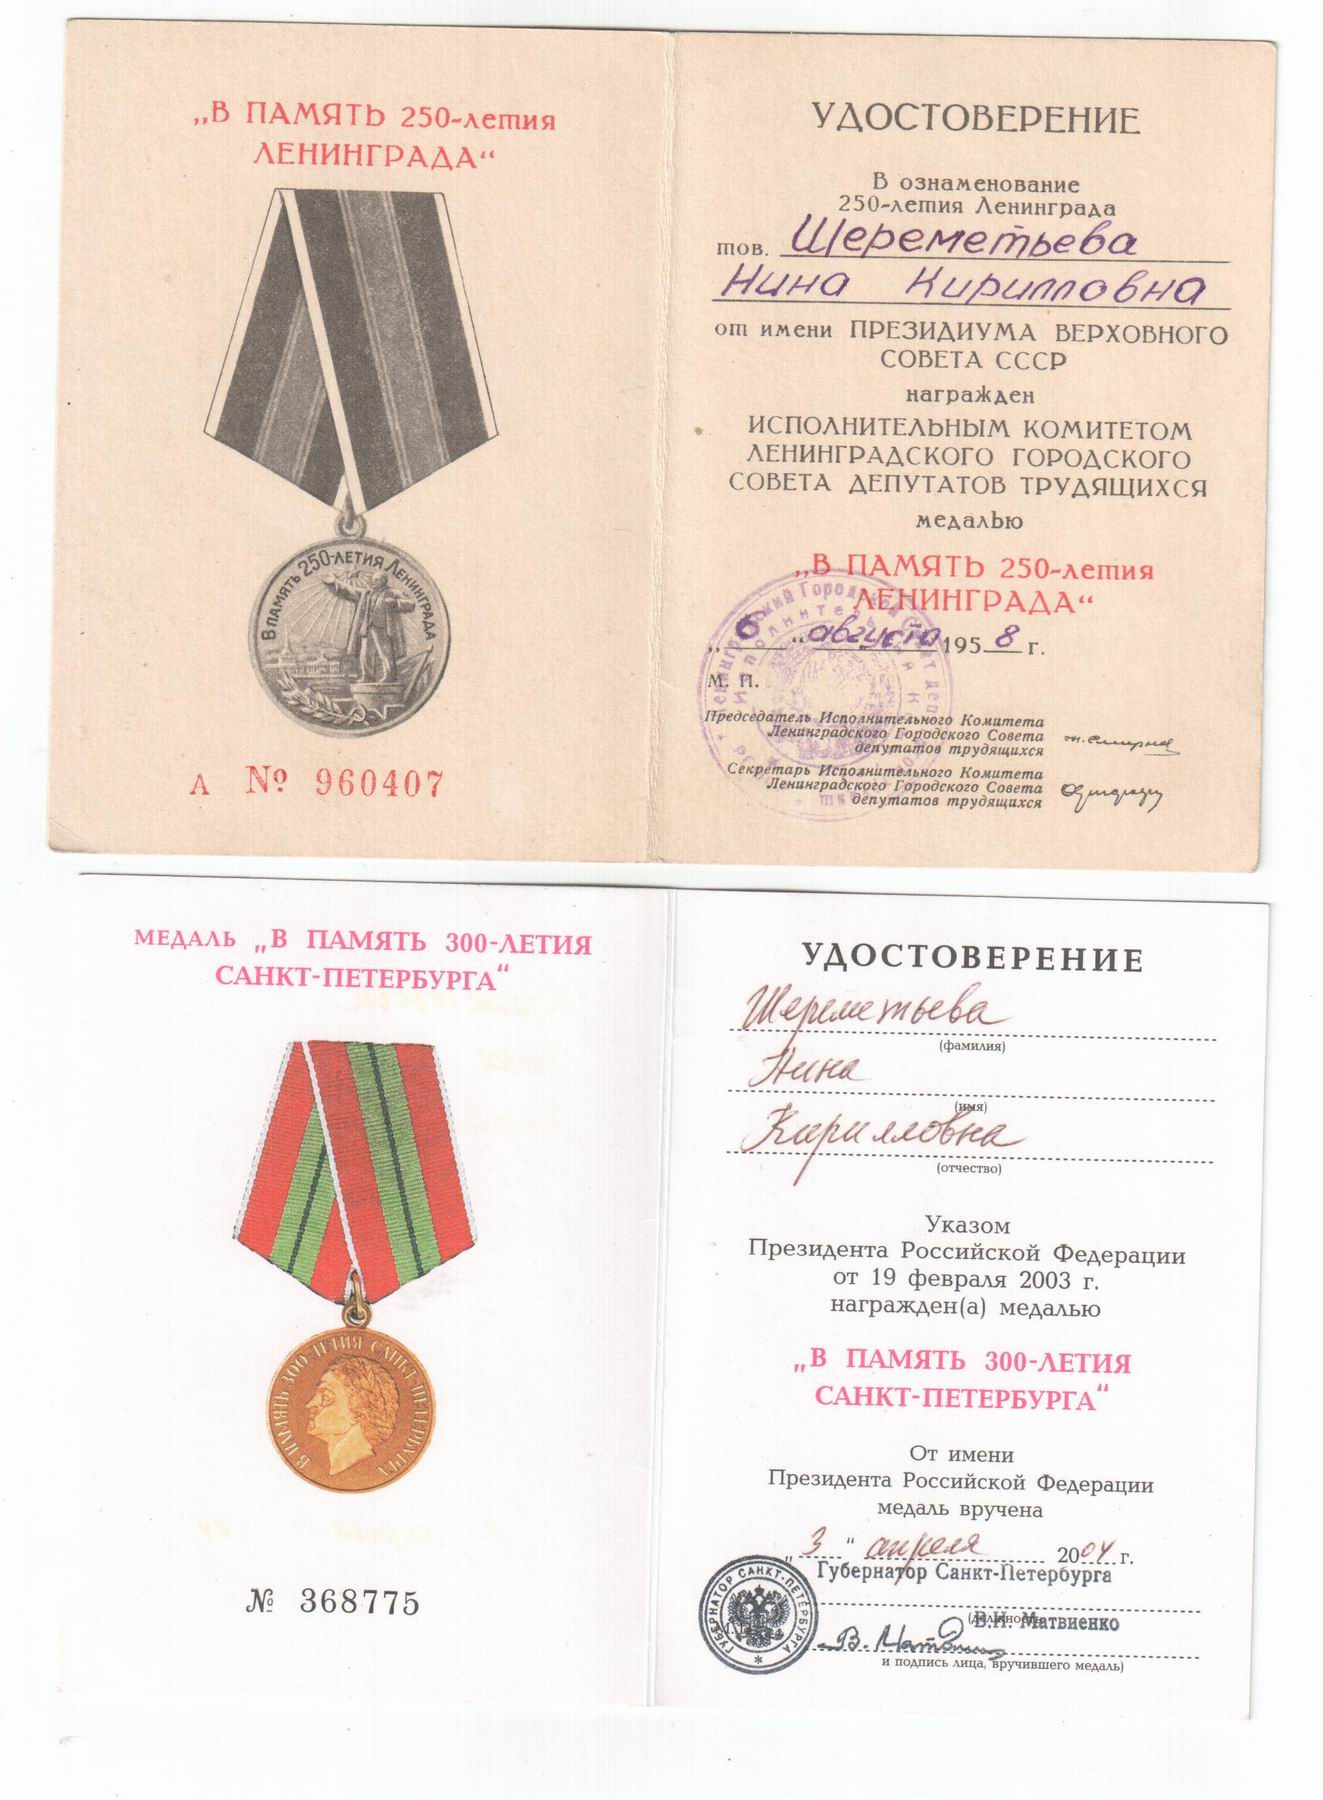 „В ПАМЯТЬ 250-летия
ЛЕНИНГРАДА“
В ПАМЯТЬ 250-ЛЕТИЯ ЛЕНИНГРАДА
А № 960407
УДОСТОВЕРЕНИЕ
В ознаменование
250-летия Ленинграда
тов. Шереметьева
Нина Кирилловна
от имени ПРЕЗИДИУМА ВЕРХОВНОГО
СОВЕТА СССР
награжден
ИСПОЛНИТЕЛЬНЫМ КОМИТЕТОМ
ЛЕНИНГРАДСКОГО ГОРОДСКОГО
СОВЕТА ДЕПУТАТОВ ТРУДЯЩИХСЯ
медалью
„В ПАМЯТЬ 250-летия
ЛЕНИНГРАДА“
„6“ августа 1958 г.
М. П.
Председатель Исполнительного Комитета
Ленинградского Городского Совета
депутатов трудящихся
Секретарь Исполнительного Комитета
Ленинградского Городского Совета
депутатов трудящихся
МЕДАЛЬ „В ПАМЯТЬ 300-ЛЕТИЯ
САНКТ-ПЕТЕРБУРГА“
В ПАМЯТЬ 300-ЛЕТИЯ САНКТ-ПЕТЕРБУРГА
№ 368775
УДОСТОВЕРЕНИЕ
Шереметьева
(фамилия)
Нина
(имя)
Кирилловна
(отчество)
Указом
Президента Российской Федерации
от 19 февраля 2003 г.
награжден(а) медалью
„В ПАМЯТЬ 300-ЛЕТИЯ
САНКТ-ПЕТЕРБУРГА“
От имени
Президента Российской Федерации
медаль вручена
„3“ апреля 2004 г.
Губернатор Санкт-Петербурга
(должность
В.И. Матвиенко
и подпись лица, вручившего медаль)
ГУБЕРНАТОР САНКТ-ПЕТЕРБУРГА